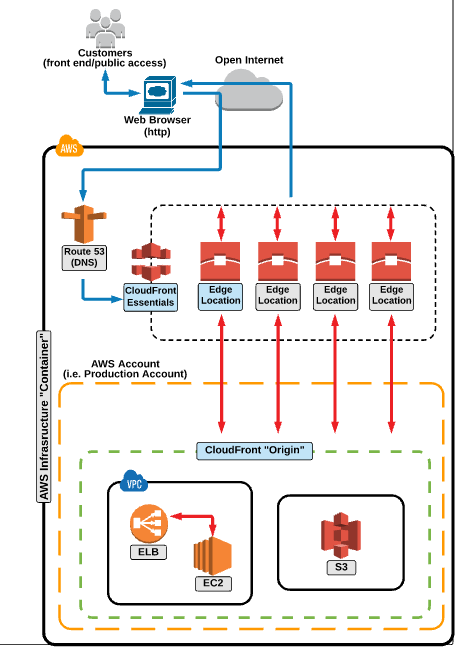 Customers
(front end/public access)
Open Internet
Web Browser
(http)
AWS
Route 53
(DNS)
CloudFront
Essentials
Edge
Location
Edge
Location
Edge
Location
Edge
Location
AWS Infrasructure "Container"
AWS Account
(i.e. Production Account)
CloudFront "Origin"
VPC
ELB
EC2
S3